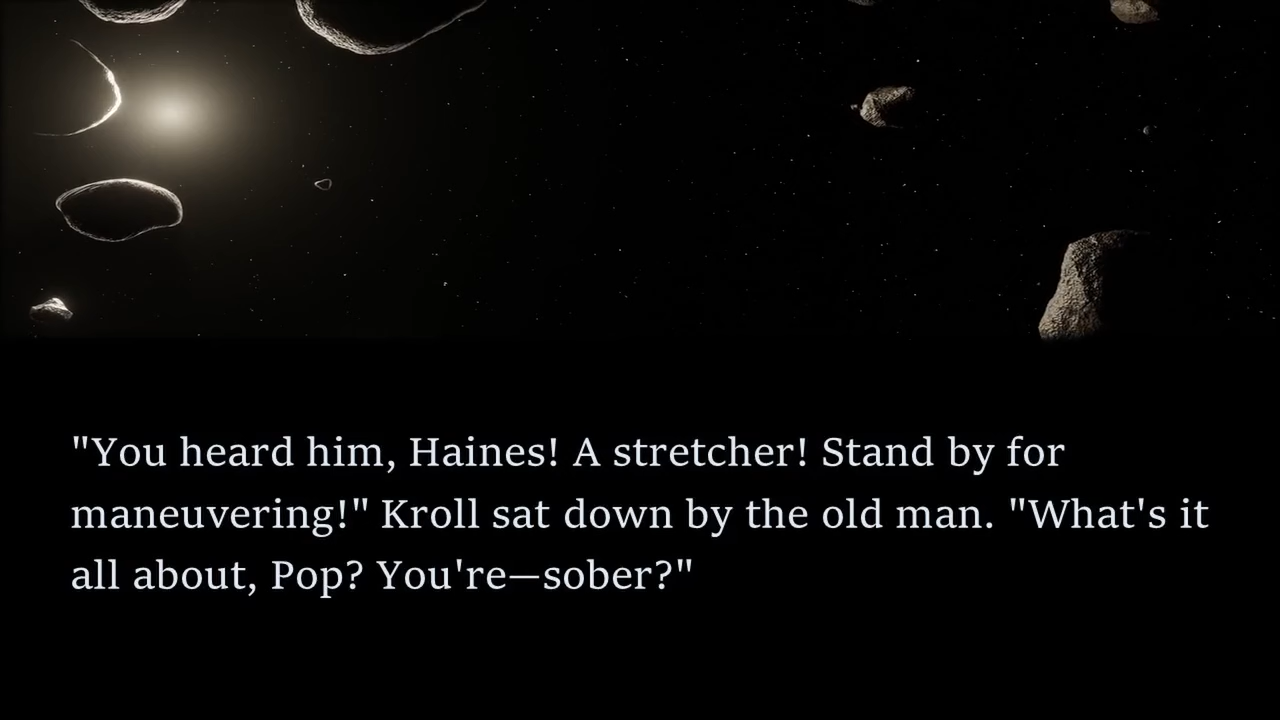 "You heard him, Haines! A stretcher! Stand by for
maneuvering!" Kroll sat down by the old man. "What's it
all about, Pop? You're—sober?"